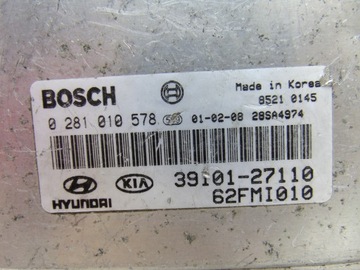 BOSCH
Made in Korea
8521 0145
0 281 010 578 01-02-08 28SA4974
HYUNDAI KIA 39101-27110
62FMI010